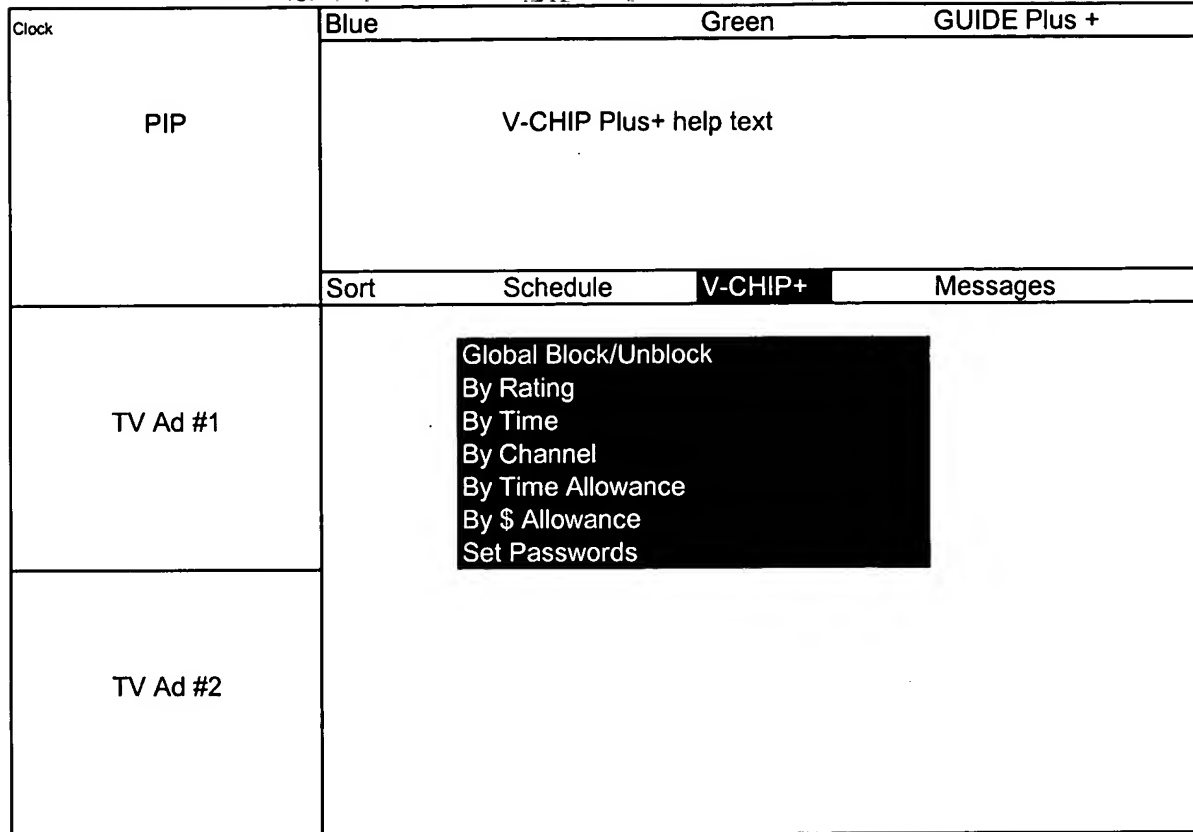 Clock
Blue Green GUIDE Plus +
PIP
V-CHIP Plus+ help text
Sort Schedule V-CHIP+ Messages
Global Block/Unblock
By Rating
By Time
By Channel
By Time Allowance
By $ Allowance
Set Passwords
TV Ad #1
TV Ad #2